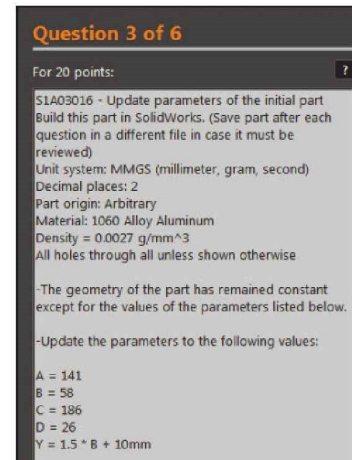 Question 3 of 6
For 20 points:
?
S1A03016 - Update parameters of the initial part
Build this part in SolidWorks. (Save part after each
question in a different file in case it must be
reviewed)
Unit system: MMGS (millimeter, gram, second)
Decimal places: 2
Part origin: Arbitrary
Material: 1060 Alloy Aluminum
Density = 0.0027 g/mm^3
All holes through all unless shown otherwise
-The geometry of the part has remained constant
except for the values of the parameters listed below.
-Update the parameters to the following values:
A = 141
B = 58
C = 186
D = 26
Y = 1.5 * B + 10mm